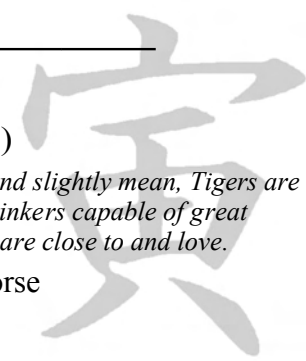 )
nd slightly mean, Tigers are
inkers capable of great
are close to and love.
orse
寅